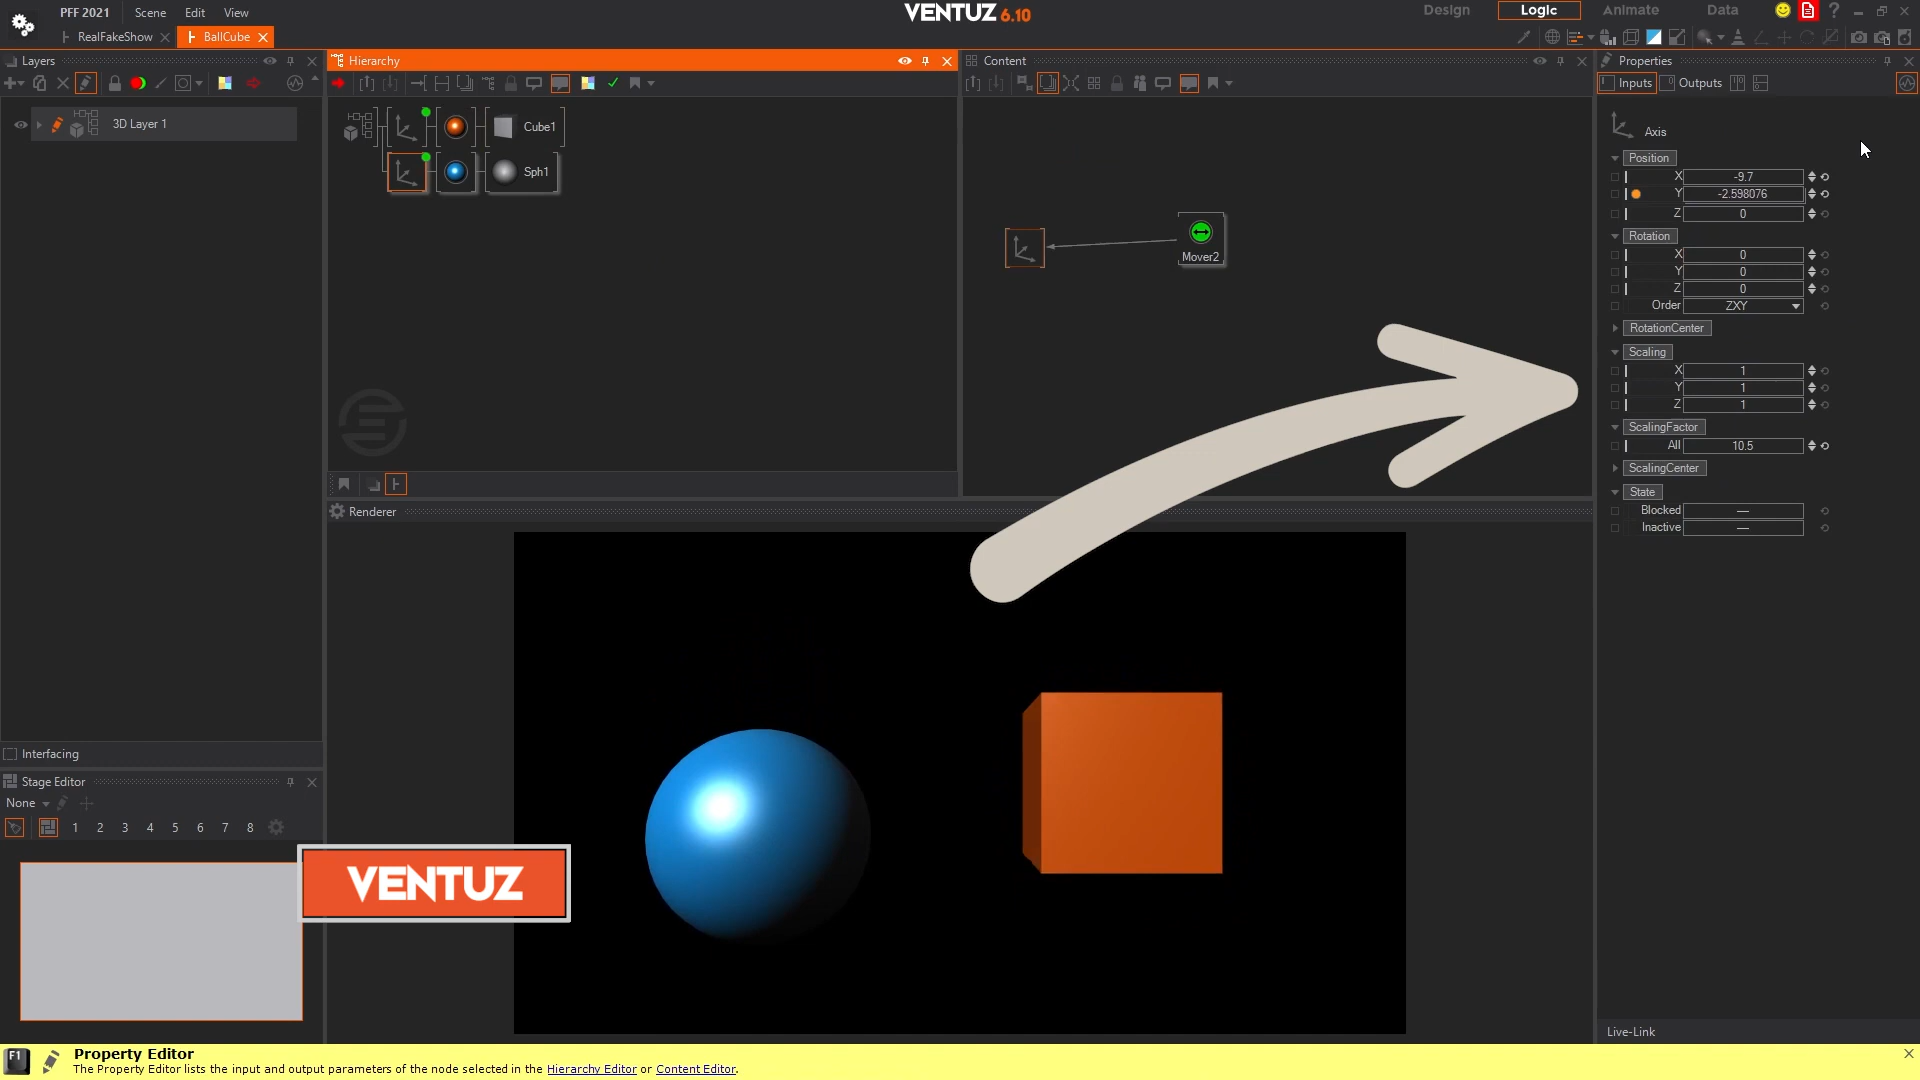 PFF 2021 Scene Edit View
VENTUZ 6.10
Design Logic Animate Data
RealFakeShow BallCube
Layers
Hierarchy
Content
Properties
Inputs Outputs
3D Layer 1
Cube1
Sph1
Mover2
Axis
Position
X -9.7
Y -2.598076
Z 0
Rotation
X 0
Y 0
Z 0
Order ZXY
RotationCenter
Scaling
X 1
Y 1
Z 1
ScalingFactor
All 10.5
ScalingCenter
State
Blocked —
Inactive —
Renderer
Interfacing
Stage Editor
None
1 2 3 4 5 6 7 8
VENTUZ
Live-Link
F1
Property Editor
The Property Editor lists the input and output parameters of the node selected in the Hierarchy Editor or Content Editor.